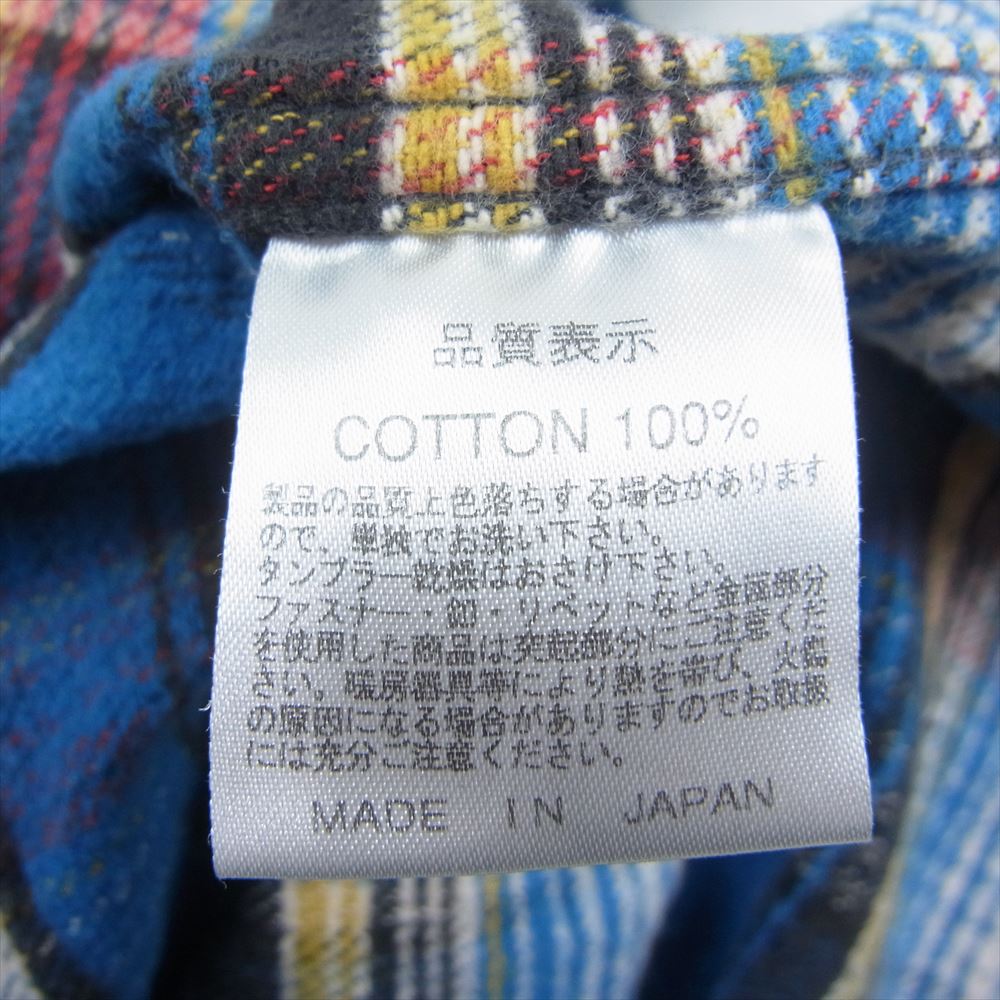 品質表示
COTTON 100%
製品の品質上色落ちする場合があります
ので、単独でお洗い下さい。
タンブラー乾燥はおさけ下さい。
ファスナー・釦・リベットなど金属部分
を使用した商品は突起部分にご注意くだ
さい。暖房器具等により熱を帯び、火傷
の原因になる場合がありますのでお取扱
には充分ご注意ください。
MADE IN JAPAN